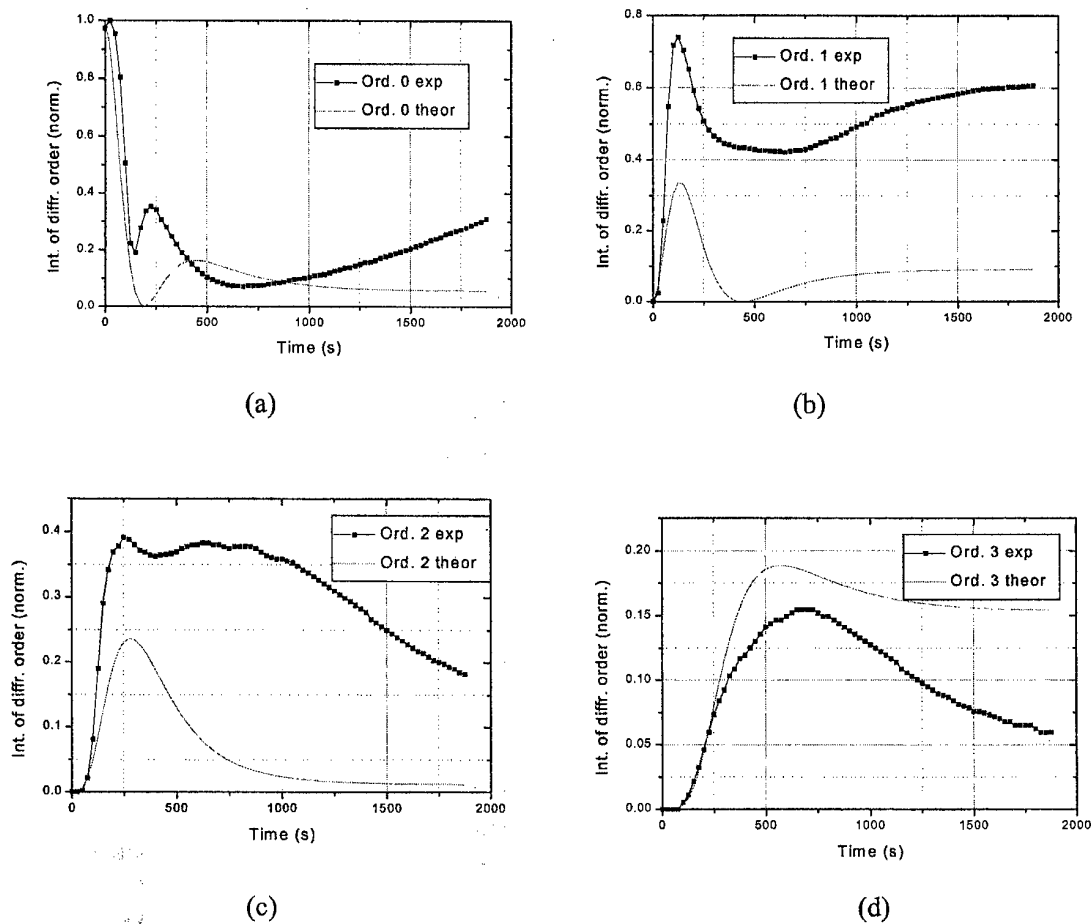 Int. of diffr. order (norm.)
1.0
0.8
0.6
0.4
0.2
0.0
Ord. 0 exp
Ord. 0 theor
0 500 1000 1500 2000
Time (s)
(a)
Int. of diffr. order (norm.)
0.8
0.6
0.4
0.2
0.0
Ord. 1 exp
Ord. 1 theor
0 500 1000 1500 2000
Time (s)
(b)
Int. of diffr. order (norm.)
0.4
0.3
0.2
0.1
0.0
Ord. 2 exp
Ord. 2 theor
0 500 1000 1500 2000
Time (s)
(c)
Int. of diffr. order (norm.)
0.20
0.15
0.10
0.05
0.00
Ord. 3 exp
Ord. 3 theor
0 500 1000 1500 2000
Time (s)
(d)